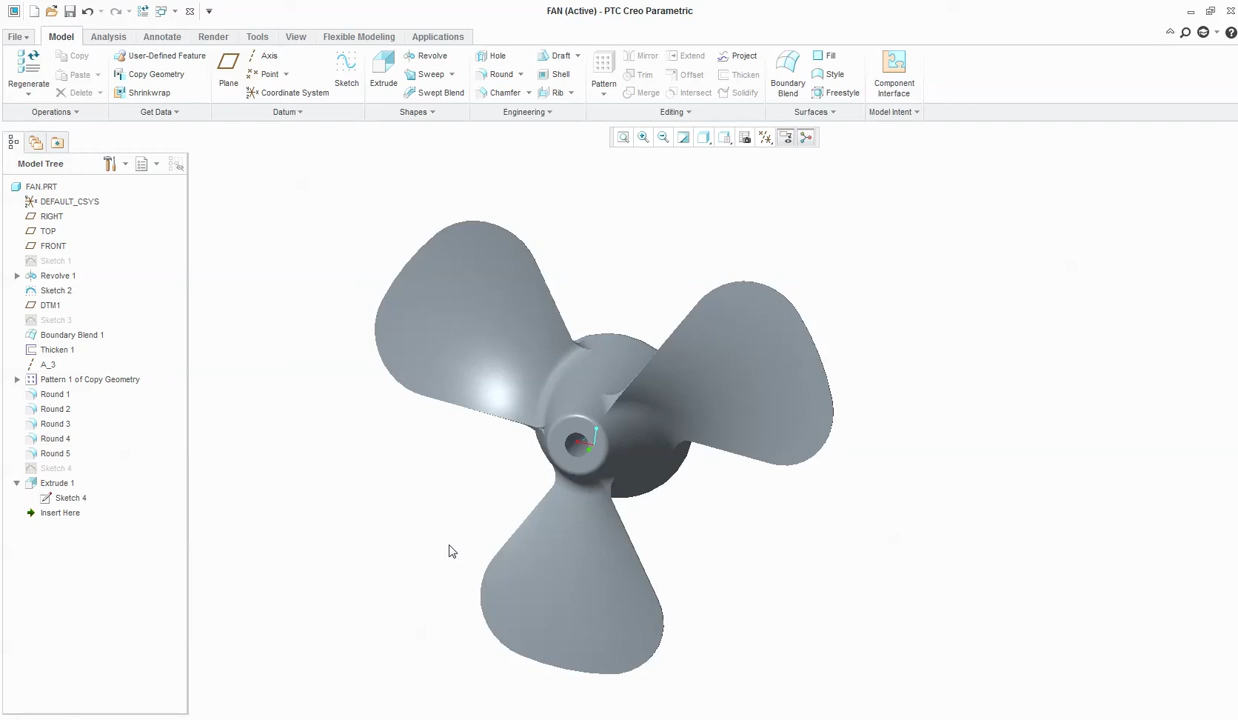 FAN (Active) - PTC Creo Parametric
File Model Analysis Annotate Render Tools View Flexible Modeling Applications
Copy User-Defined Feature Axis Revolve Hole Draft Mirror Extend Project Fill
Regenerate Paste Copy Geometry Plane Point Sketch Extrude Sweep Round Shell Pattern Trim Offset Thicken Boundary Blend Style Component Interface
Delete Shrinkwrap Coordinate System Swept Blend Chamfer Rib Merge Intersect Solidify Freestyle
Operations Get Data Datum Shapes Engineering Editing Surfaces Model Intent
Model Tree
FAN.PRT
DEFAULT_CSYS
RIGHT
TOP
FRONT
Sketch 1
Revolve 1
Sketch 2
DTM1
Sketch 3
Boundary Blend 1
Thicken 1
A_3
Pattern 1 of Copy Geometry
Round 1
Round 2
Round 3
Round 4
Round 5
Sketch 4
Extrude 1
Sketch 4
Insert Here